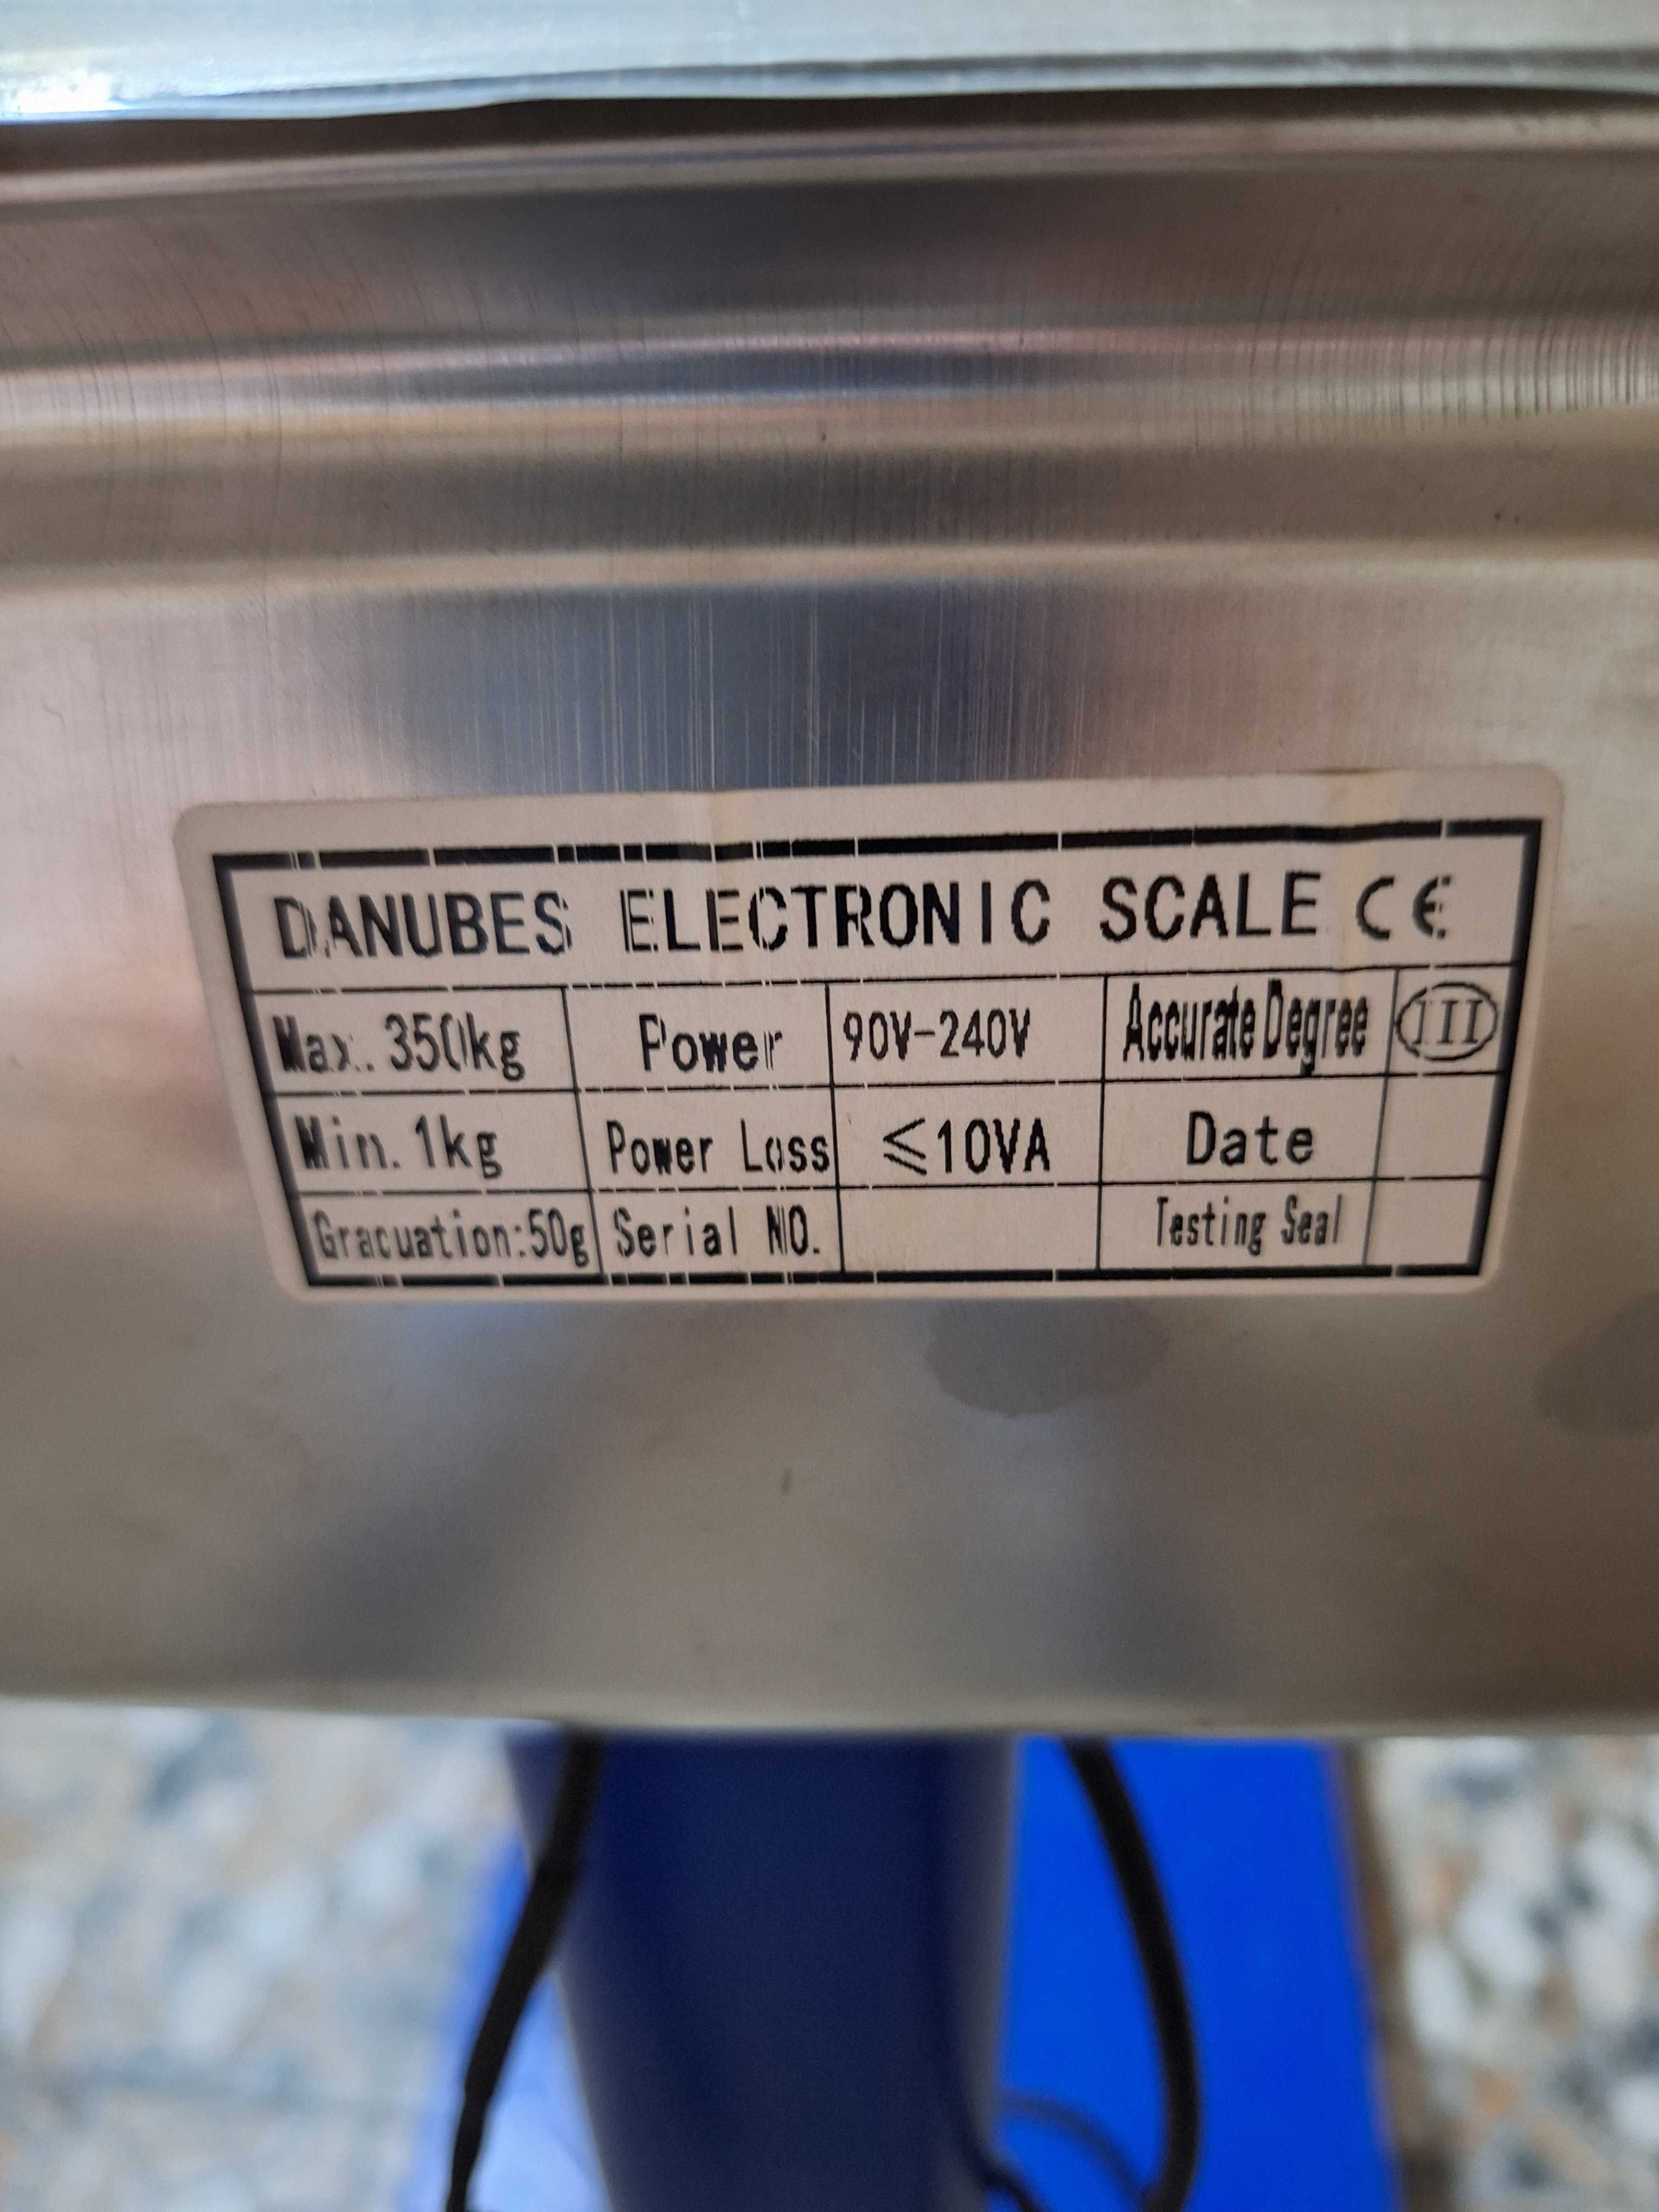 DANUBES ELECTRONIC SCALE CE
Max. 350kg Power 90V-240V Accurate Degree III
Min. 1kg Power Loss ≤10VA Date
Gracuation:50g Serial NO. Testing Seal